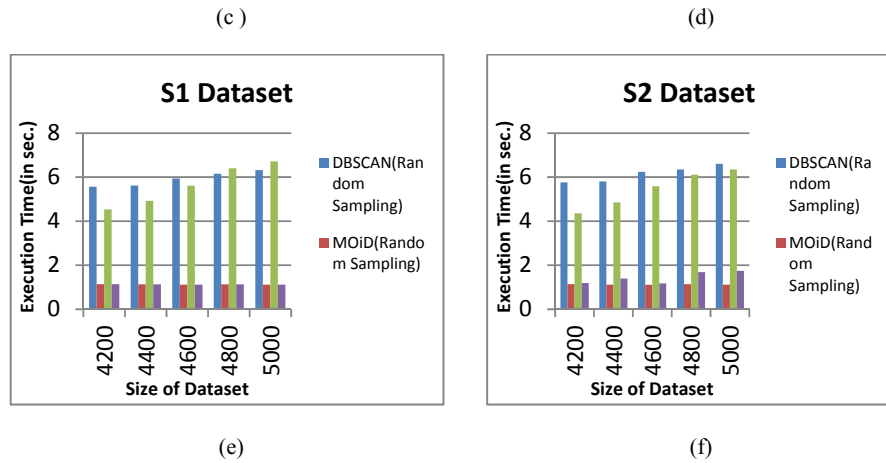 (c )
(d)
S1 Dataset
Execution Time(in sec.)
8
6
4
2
0
4200
4400
4600
4800
5000
Size of Dataset
DBSCAN(Ran
dom
Sampling)
MOiD(Rando
m Sampling)
S2 Dataset
Execution Time(in sec.)
8
6
4
2
0
4200
4400
4600
4800
5000
Size of Dataset
DBSCAN(Ra
ndom
Sampling)
MOiD(Rand
om
Sampling)
(e)
(f)